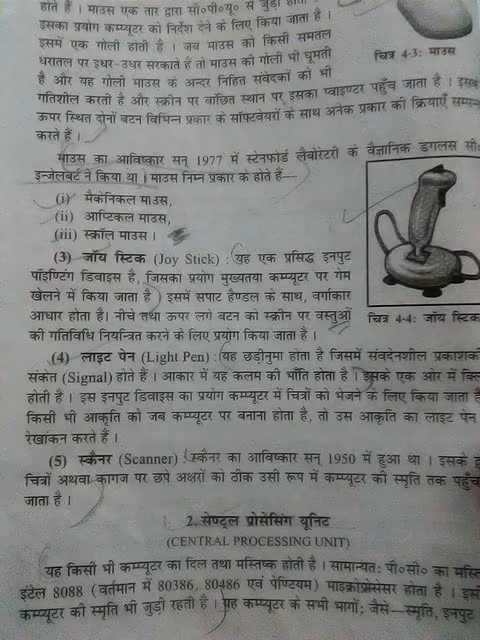 होते हैं । माउस एक तार द्वारा सी०पी०यू० से जुड़ा होता
इसका प्रयोग कम्प्यूटर को निर्देश देने के लिए किया जाता है ।
इसमें एक गोली होती है । जब माउस को किसी समतल
धरातल पर इधर-उधर सरकाते हैं तो माउस की गोली भी घूमती
है और यह गोली माउस के अन्दर निहित संवेदकों को भी
चित्र 4-3: माउस
गतिशील करती है और स्क्रीन पर वांछित स्थान पर इसका प्वाइण्टर पहुँच जाता है । इसके
ऊपर स्थित दोनों बटन विभिन्न प्रकार के सॉफ्टवेयरों के साथ अनेक प्रकार की क्रियाएँ सम्पन्न
करते हैं ।
माउस का आविष्कार सन् 1977 में स्टेनफोर्ड लैबोरेटरी के वैज्ञानिक डगलस सी०
इन्जेलबर्ट ने किया था । माउस निम्न प्रकार के होते हैं—
(i) मैकेनिकल माउस,
(ii) आप्टिकल माउस,
(iii) स्क्रॉल माउस ।
(3) जॉय स्टिक (Joy Stick) : यह एक प्रसिद्ध इनपुट
पॉइण्टिंग डिवाइस है, जिसका प्रयोग मुख्यतया कम्प्यूटर पर गेम
खेलने में किया जाता है । इसमें सपाट हैण्डल के साथ, वर्गाकार
आधार होता है। नीचे तथा ऊपर लगे बटन को स्क्रीन पर वस्तुओं
की गतिविधि नियन्त्रित करने के लिए प्रयोग किया जाता है ।
चित्र 4-4: जॉय स्टिक
(4) लाइट पेन (Light Pen) : यह छड़ीनुमा होता है जिसमें संवेदनशील प्रकाशकीय
संकेत (Signal) होते हैं । आकार में यह कलम की भाँति होता है । इसके एक ओर में क्लिप
होती है । इस इनपुट डिवाइस का प्रयोग कम्प्यूटर में चित्रों को भेजने के लिए किया जाता है
किसी भी आकृति को जब कम्प्यूटर पर बनाना होता है, तो उस आकृति का लाइट पेन
रेखांकन करते हैं ।
(5) स्कैनर (Scanner) : स्कैनर का आविष्कार सन् 1950 में हुआ था । इसके
चित्रों अथवा कागज पर छपे अक्षरों को ठीक उसी रूप में कम्प्यूटर की स्मृति तक पहुँचा
जाता है ।
2. सेण्ट्रल प्रोसेसिंग यूनिट
(CENTRAL PROCESSING UNIT)
यह किसी भी कम्प्यूटर का दिल तथा मस्तिष्क होती है । सामान्यतः पी०सी० का
इंटेल 8088 (वर्तमान में 80386, 80486 एवं पेण्टियम) माइक्रोप्रोसेसर होता है ।
कम्प्यूटर की स्मृति भी जुड़ी रहती है । यह कम्प्यूटर के सभी भागों; जैसे—स्मृति, इनपुट